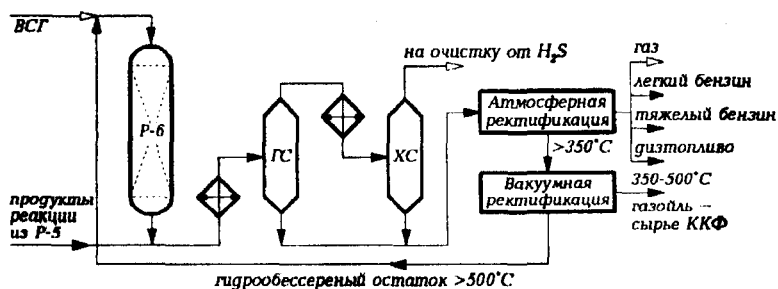 ВСГ
на очистку от H₂S
газ
легкий бензин
тяжелый бензин
дизтопливо
Р-6
ГС
ХС
Атмосферная
ректификация
>350°С
Вакуумная
ректификация
350-500°С
газойль –
сырье ККФ
продукты
реакции
из Р-5
гидрообессереный остаток >500°С